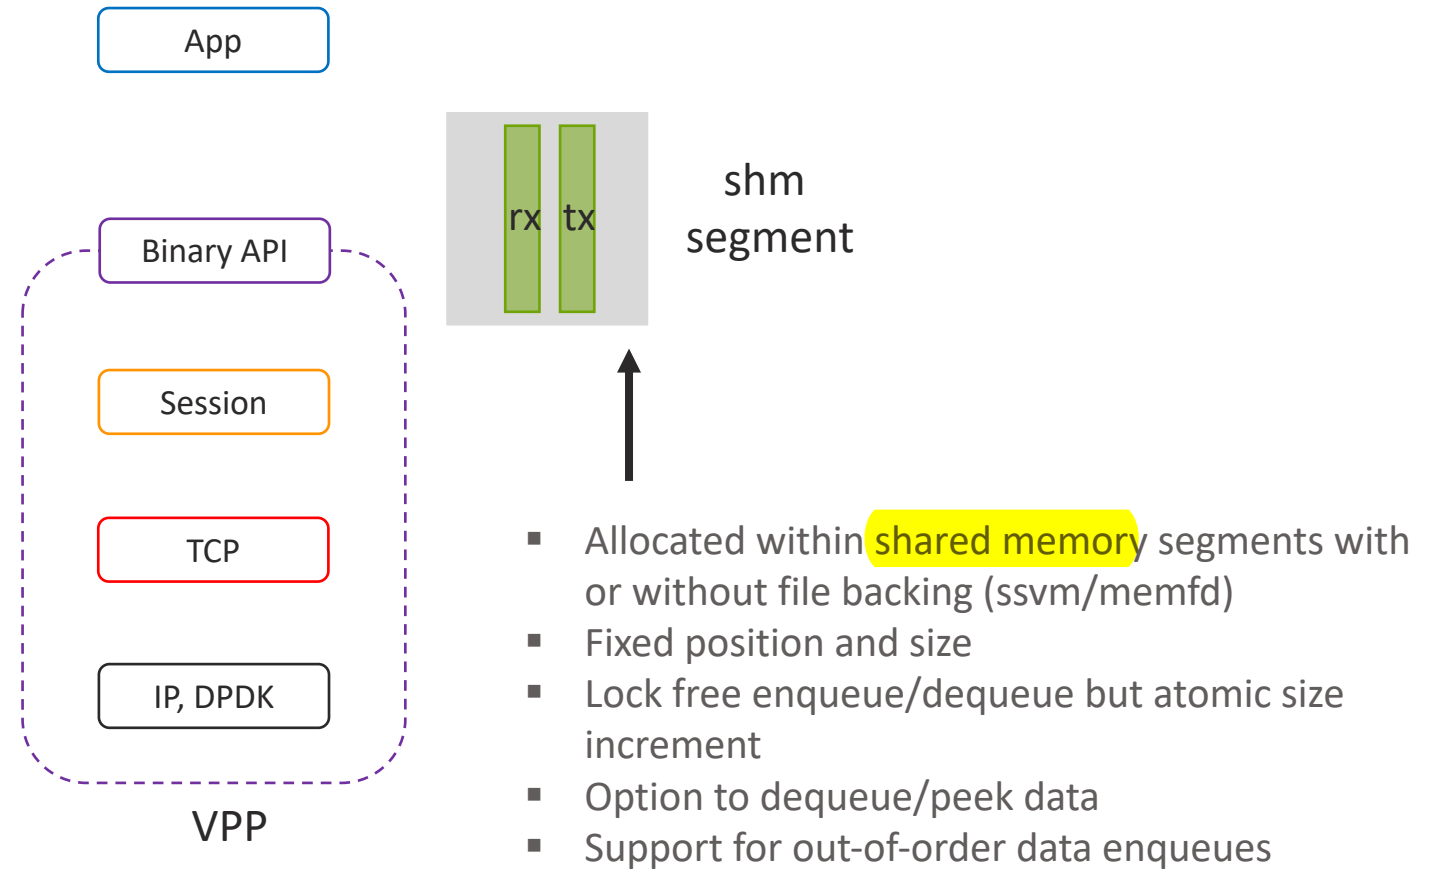 App
rx tx
shm
segment
Binary API
Session
TCP
IP, DPDK
VPP
▪ Allocated within shared memory segments with
or without file backing (ssvm/memfd)
▪ Fixed position and size
▪ Lock free enqueue/dequeue but atomic size
increment
▪ Option to dequeue/peek data
▪ Support for out-of-order data enqueues